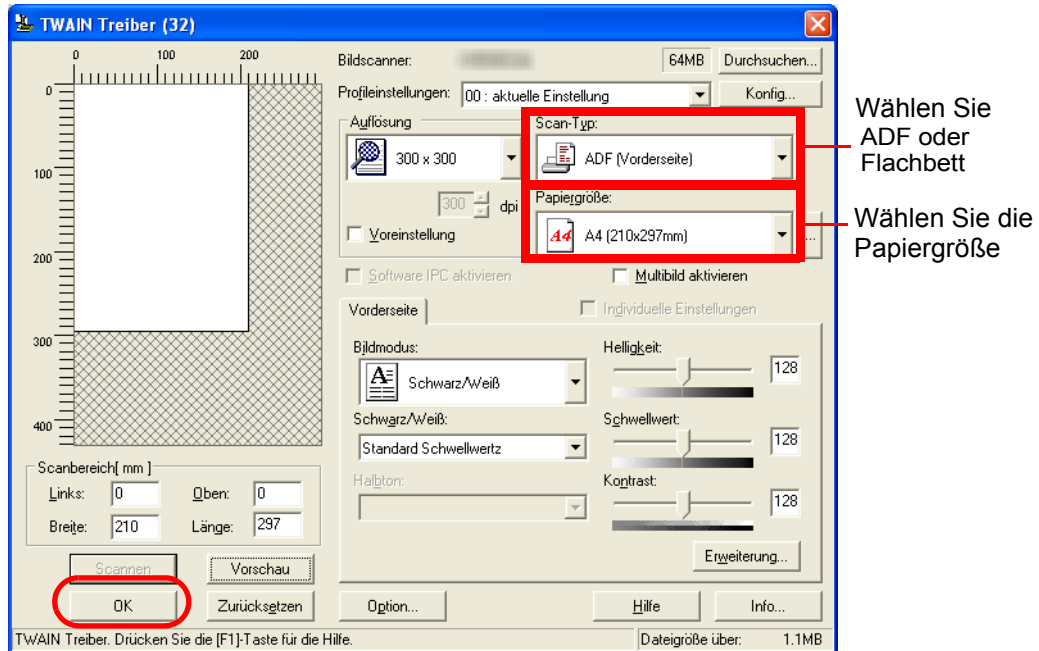 TWAIN Treiber (32)
0 100 200
0
100
200
300
400
Bildscanner:
64MB
Durchsuchen...
Profileinstellungen:
00 : aktuelle Einstellung
Konfig...
Auflösung
300 x 300
300
dpi
Voreinstellung
Scan-Typ:
ADF (Vorderseite)
Papiergröße:
A4
A4 (210x297mm)
...
Wählen Sie
ADF oder
Flachbett
Wählen Sie die
Papiergröße
Software IPC aktivieren
Multibild aktivieren
Vorderseite
Individuelle Einstellungen
Bildmodus:
Schwarz/Weiß
Schwarz/Weiß:
Standard Schwellwertz
Halbton:
Helligkeit:
128
Schwellwert:
128
Kontrast:
128
Erweiterung...
Scanbereich[ mm ]
Links: 0 Oben: 0
Breite: 210 Länge: 297
Scannen
Vorschau
OK
Zurücksetzen
Option...
Hilfe
Info...
TWAIN Treiber. Drücken Sie die [F1]-Taste für die Hilfe.
Dateigröße über: 1.1MB